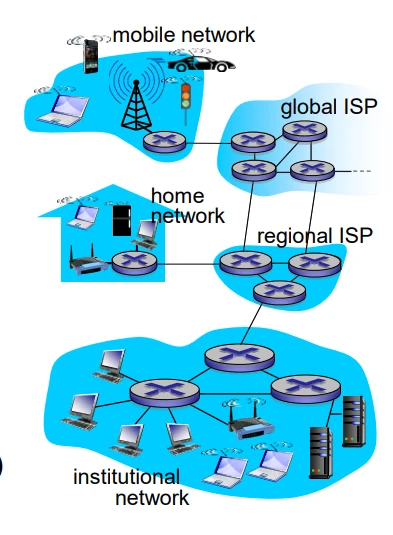 mobile network
global ISP
home
network
regional ISP
institutional
network
)